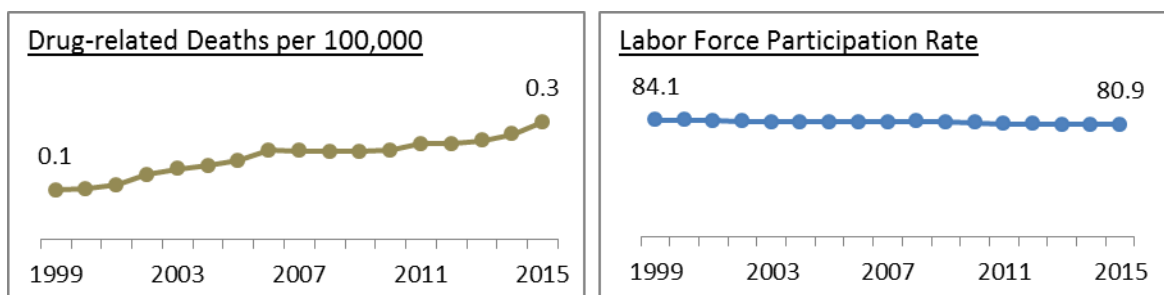 Drug-related Deaths per 100,000
0.3
0.1
1999 2003 2007 2011 2015
Labor Force Participation Rate
84.1 80.9
1999 2003 2007 2011 2015